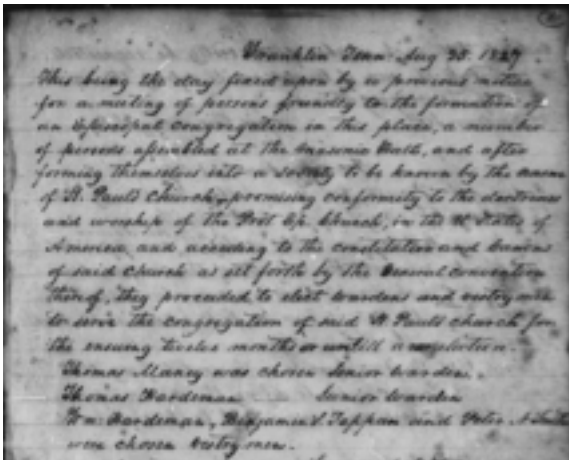 Franklin Tenn. Aug 25. 1827
This being the day fixed upon by a previous notice
for a meeting of persons friendly to the formation of
an Episcopal congregation in this place, a number
of persons assembled at the Masonic Hall, and after
forming themselves into a society to be known by the name
of St. Pauls Church, promising conformity to the doctrines
and worship of the Prot. Ep. Church, in the U States of
America and according to the constitution and Canons
of said church as set forth by the General convention
thereof, they proceeded to elect wardens and vestrymen
to serve the congregation of said St Pauls church for
the ensuing twelve months or untill a
Thomas Maney was chosen Senior warden.
Thomas Hardeman Junior warden
Wm. Hardeman, Benjamin S. Tappan and Peter N. Smith
were chosen vestrymen.